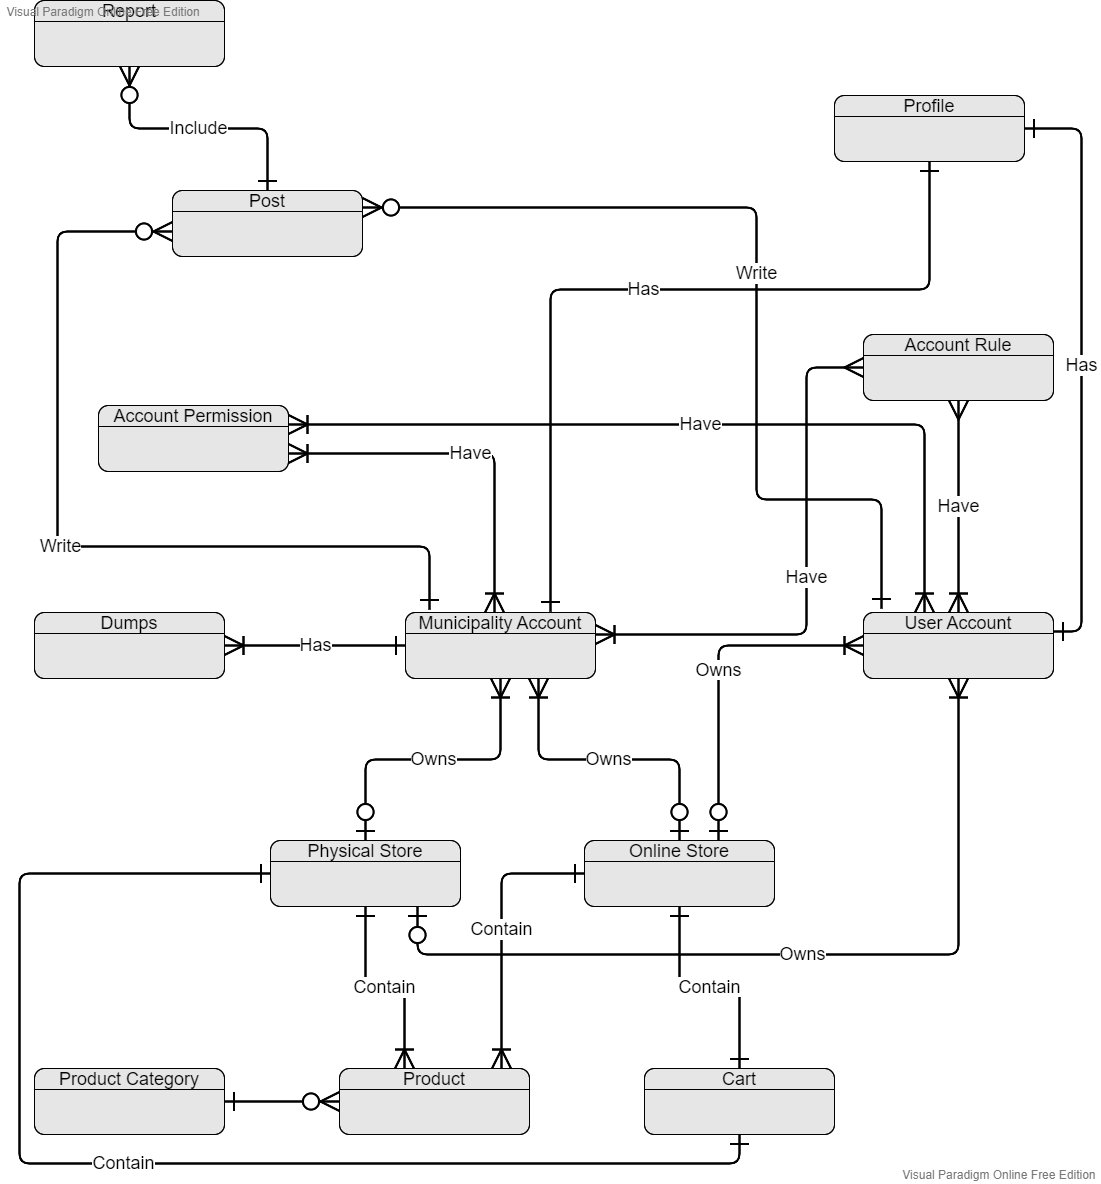 Visual Paradigm Online Free Edition
Report
Profile
Include
Post
Write
Has
Account Rule
Has
Account Permission
Have
Have
Have
Write
Have
Dumps
Has
Municipality Account
User Account
Owns
Owns
Owns
Physical Store
Online Store
Contain
Owns
Contain
Contain
Product Category
Product
Cart
Contain
Visual Paradigm Online Free Edition